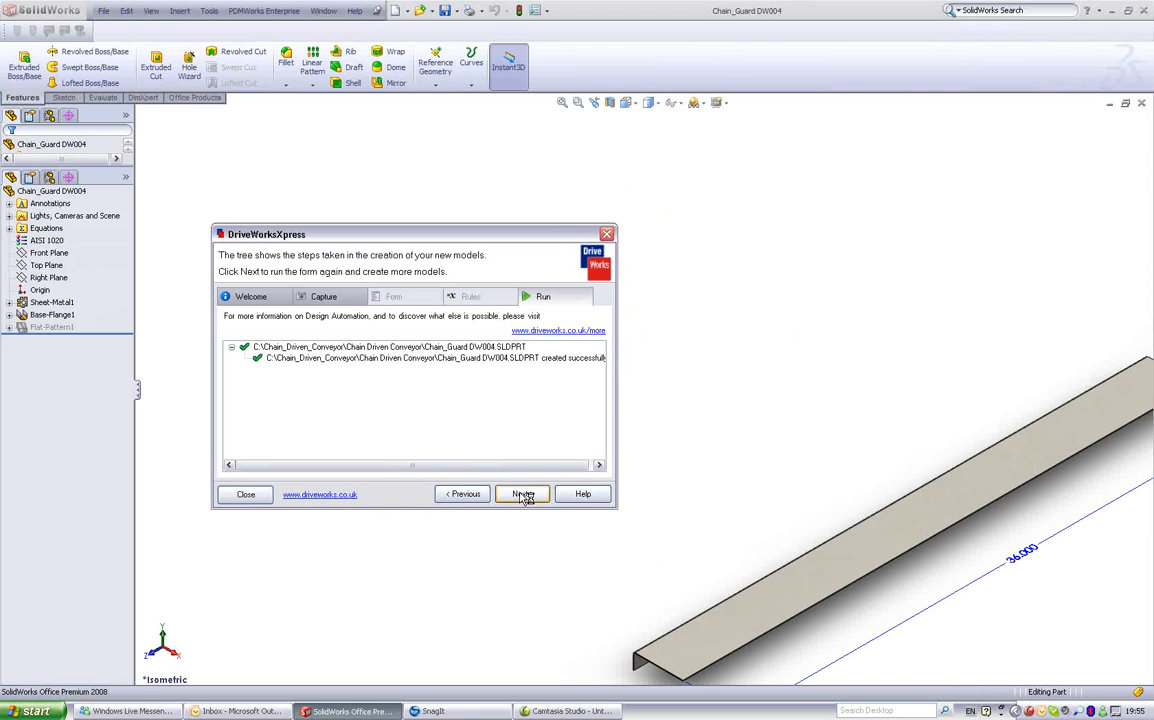 SolidWorks File Edit View Insert Tools PDMWorks Enterprise Window Help Chain_Guard DW004 SolidWorks Search
Extruded Boss/Base
Revolved Boss/Base
Swept Boss/Base
Lofted Boss/Base
Extruded Cut
Hole Wizard
Revolved Cut
Swept Cut
Lofted Cut
Fillet
Linear Pattern
Rib
Draft
Shell
Wrap
Dome
Mirror
Reference Geometry
Curves
Instant3D
Features Sketch Evaluate DimXpert Office Products
Chain_Guard DW004
Chain_Guard DW004
Annotations
Lights, Cameras and Scene
Equations
AISI 1020
Front Plane
Top Plane
Right Plane
Origin
Sheet-Metal1
Base-Flange1
Flat-Pattern1
DriveWorksXpress
The tree shows the steps taken in the creation of your new models.
Click Next to run the form again and create more models.
Drive Works
Welcome Capture Form Rules Run
For more information on Design Automation, and to discover what else is possible, please visit
www.driveworks.co.uk/more
C:\Chain_Driven_Conveyor\Chain Driven Conveyor\Chain_Guard DW004.SLDPRT
C:\Chain_Driven_Conveyor\Chain Driven Conveyor\Chain_Guard DW004.SLDPRT created successfully
Close www.driveworks.co.uk < Previous Help
36.000
Y
Z X
*Isometric
SolidWorks Office Premium 2008 Editing Part
start Windows Live Messen... Inbox - Microsoft Out... SolidWorks Office Pre... SnagIt Camtasia Studio - Unt... Search Desktop EN 19:55